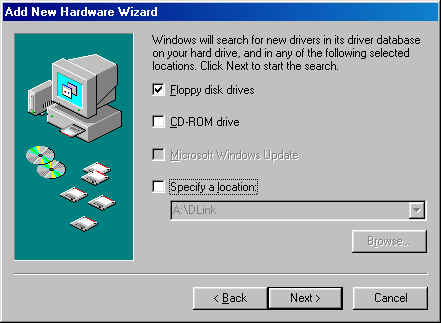 Add New Hardware Wizard
Windows will search for new drivers in its driver database
on your hard drive, and in any of the following selected
locations. Click Next to start the search.
Floppy disk drives
CD-ROM drive
Microsoft Windows Update
Specify a location:
A:\DLink
Browse...
< Back
Next >
Cancel